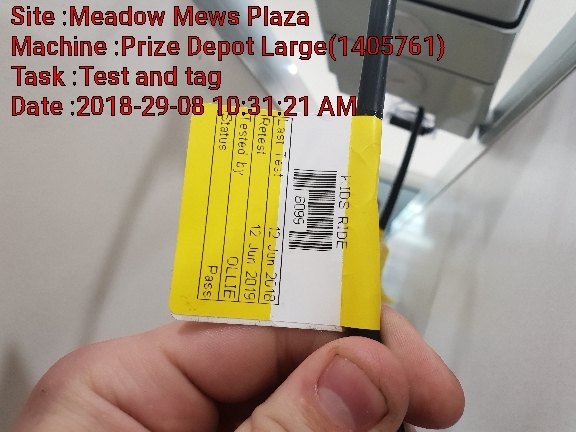 Site :Meadow Mews Plaza
Machine :Prize Depot Large(1405761)
Task :Test and tag
Date :2018-29-08 10:31:21 AM
KIDS RIDE
6099
Last Test 12 Jun 2018
Retest 12 Jun 2019
Tested by OLLIE
Status Pass